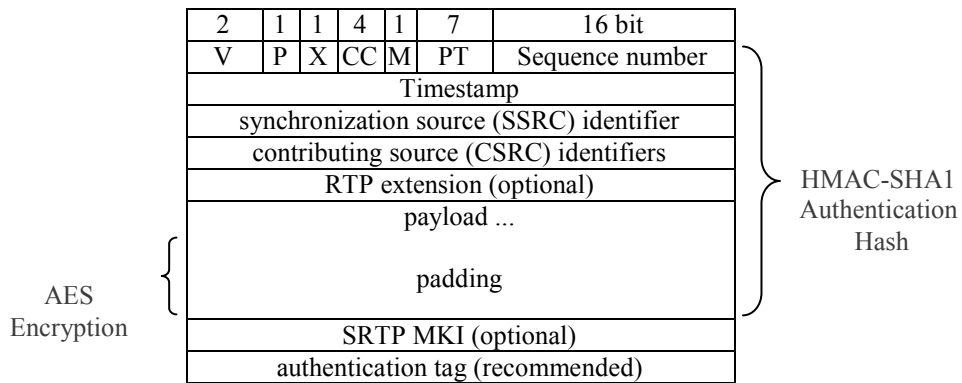 2 1 1 4 1 7 16 bit
V P X CC M PT Sequence number
Timestamp
synchronization source (SSRC) identifier
contributing source (CSRC) identifiers
RTP extension (optional)
payload ...
padding
SRTP MKI (optional)
authentication tag (recommended)
AES
Encryption
HMAC-SHA1
Authentication
Hash